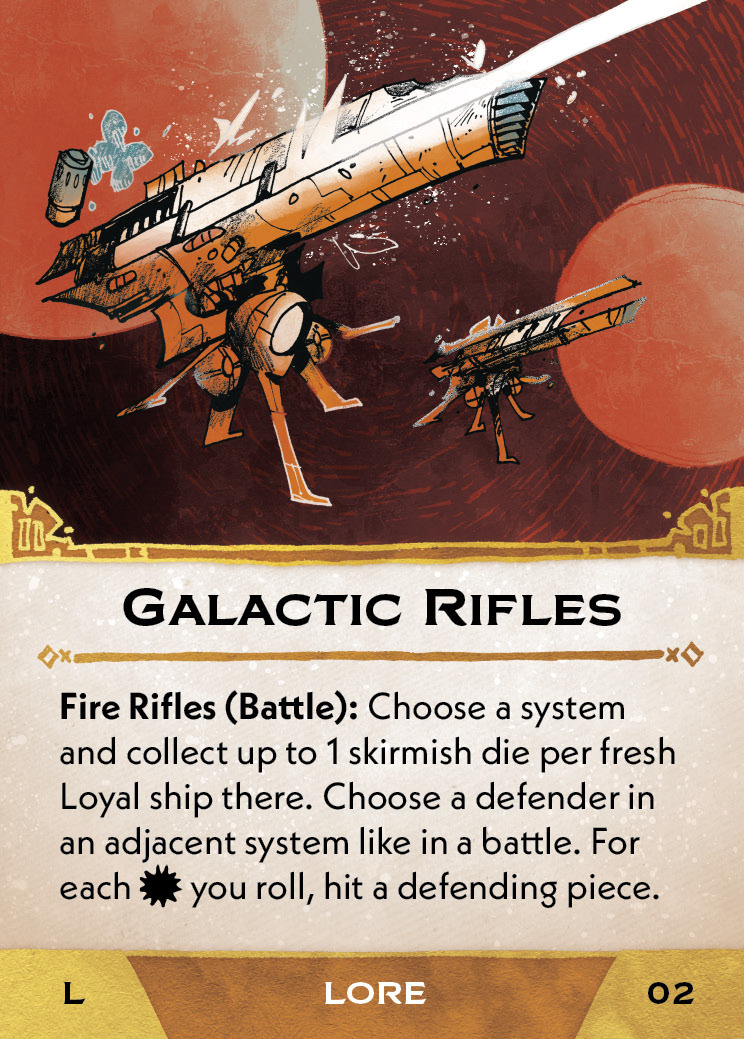 GALACTIC RIFLES
Fire Rifles (Battle): Choose a system
and collect up to 1 skirmish die per fresh
Loyal ship there. Choose a defender in
an adjacent system like in a battle. For
each you roll, hit a defending piece.
L LORE 02